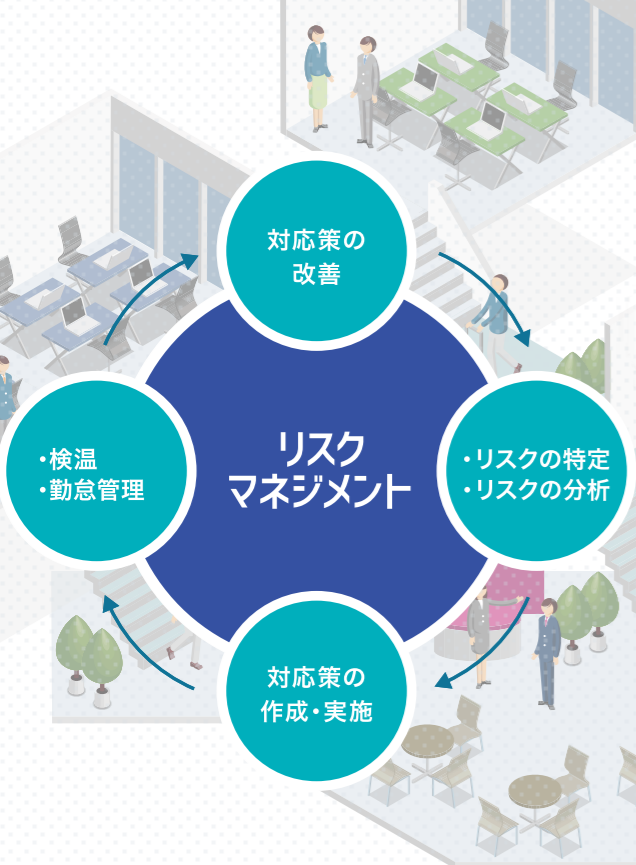 対応策の
改善
リスク
マネジメント
・検温
・勤怠管理
・リスクの特定
・リスクの分析
対応策の
作成・実施